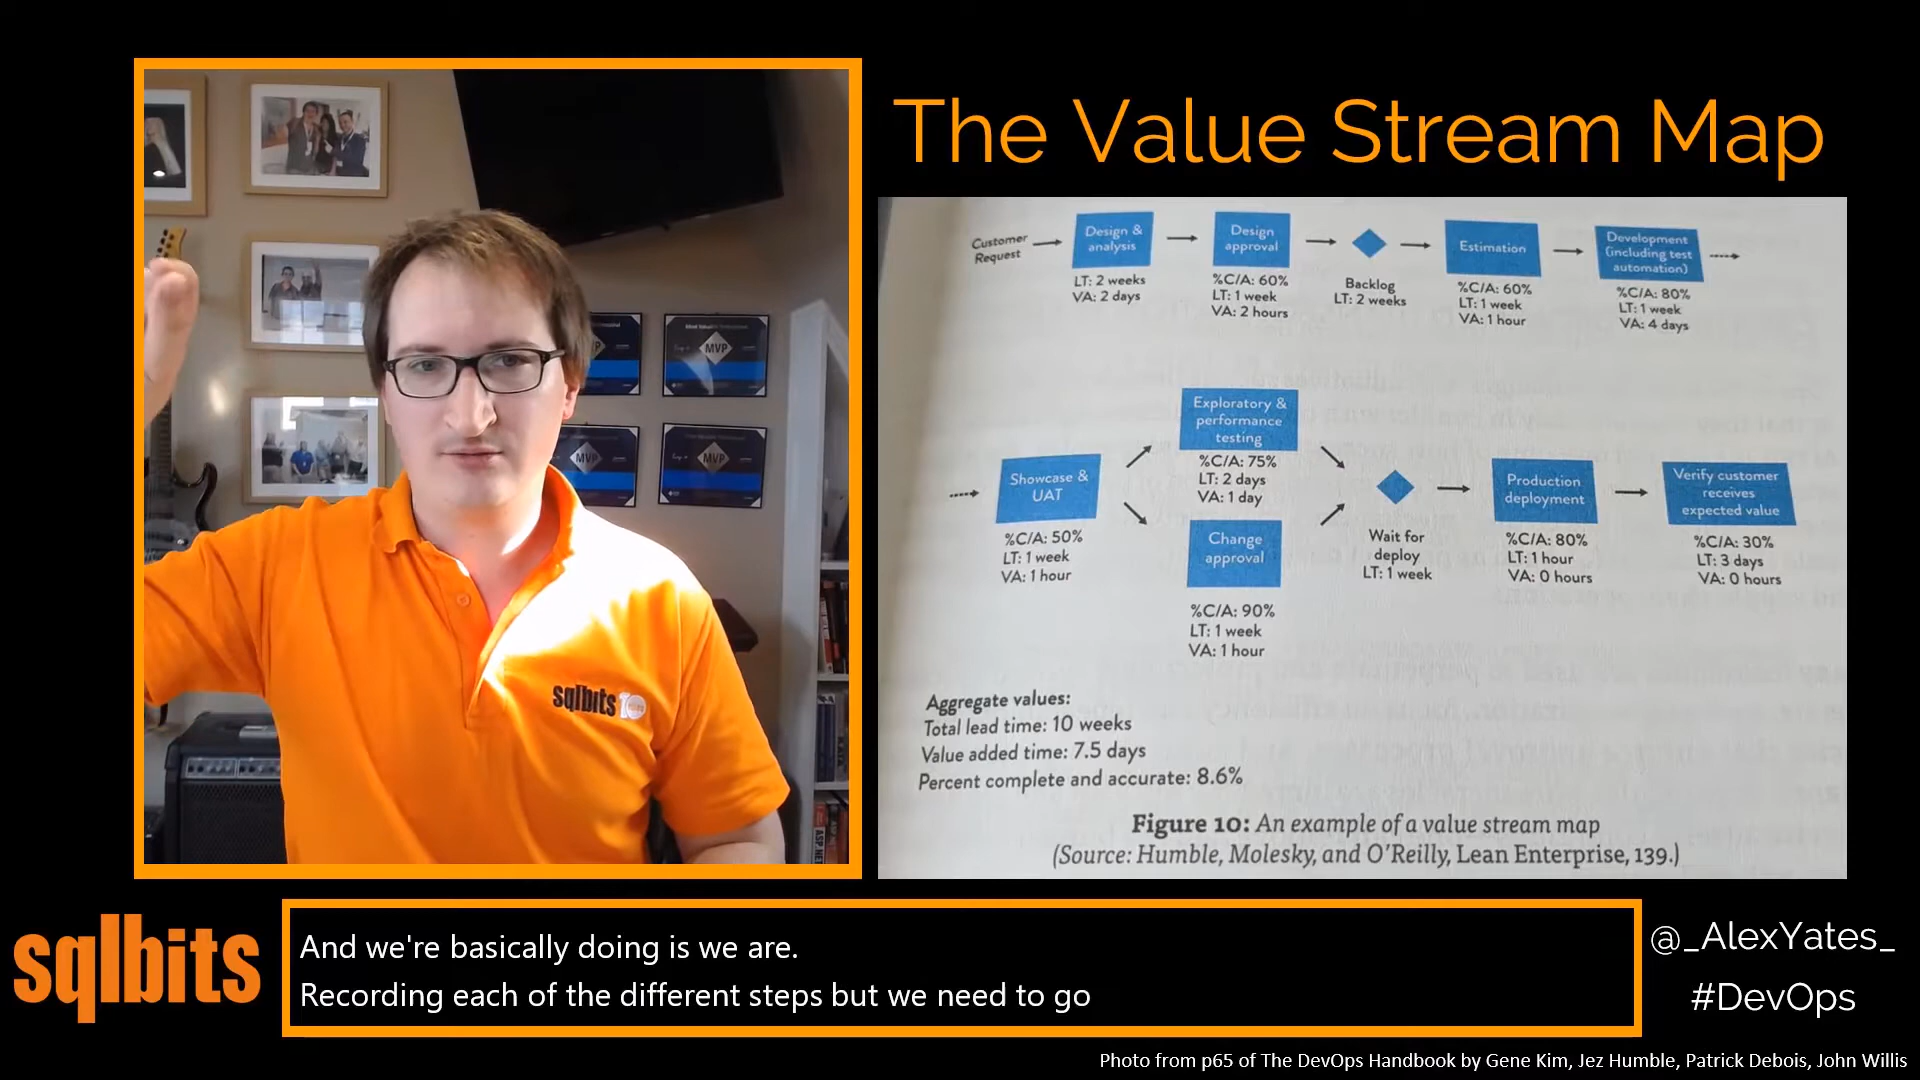 The Value Stream Map
Customer
Request
Design &
analysis
LT: 2 weeks
VA: 2 days
Design
approval
%C/A: 60%
LT: 1 week
VA: 2 hours
Backlog
LT: 2 weeks
Estimation
%C/A: 60%
LT: 1 week
VA: 1 hour
Development
(including test
automation)
%C/A: 80%
LT: 1 week
VA: 4 days
Showcase &
UAT
%C/A: 50%
LT: 1 week
VA: 1 hour
Exploratory &
performance
testing
%C/A: 75%
LT: 2 days
VA: 1 day
Change
approval
%C/A: 90%
LT: 1 week
VA: 1 hour
Wait for
deploy
LT: 1 week
Production
deployment
%C/A: 80%
LT: 1 hour
VA: 0 hours
Verify customer
receives
expected value
%C/A: 30%
LT: 3 days
VA: 0 hours
Aggregate values:
Total lead time: 10 weeks
Value added time: 7.5 days
Percent complete and accurate: 8.6%
Figure 10: An example of a value stream map
(Source: Humble, Molesky, and O'Reilly, Lean Enterprise, 139.)
MVP
MVP
MVP
sqlbits
sqlbits
And we're basically doing is we are.
Recording each of the different steps but we need to go
@_AlexYates_
#DevOps
Photo from p65 of The DevOps Handbook by Gene Kim, Jez Humble, Patrick Debois, John Willis